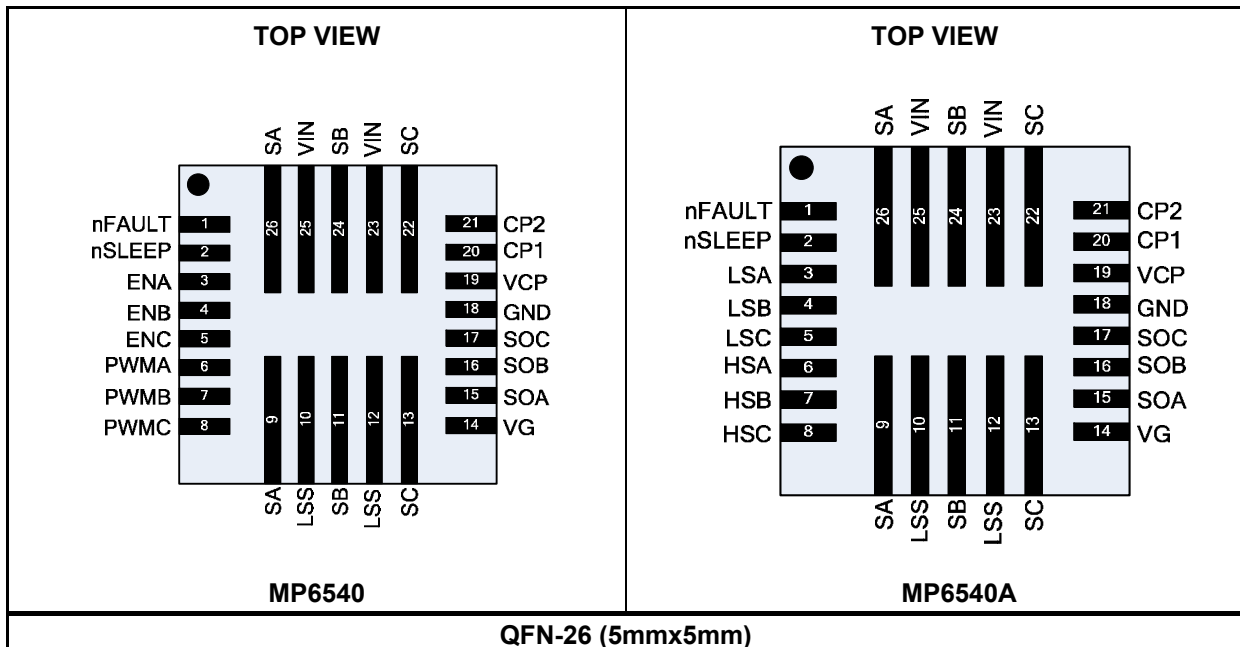 TOP VIEW
SA VIN SB VIN SC
26 25 24 23 22
nFAULT 1
nSLEEP 2
ENA 3
ENB 4
ENC 5
PWMA 6
PWMB 7
PWMC 8
21 CP2
20 CP1
19 VCP
18 GND
17 SOC
16 SOB
15 SOA
14 VG
9 10 11 12 13
SA LSS SB LSS SC
MP6540
TOP VIEW
SA VIN SB VIN SC
26 25 24 23 22
nFAULT 1
nSLEEP 2
LSA 3
LSB 4
LSC 5
HSA 6
HSB 7
HSC 8
21 CP2
20 CP1
19 VCP
18 GND
17 SOC
16 SOB
15 SOA
14 VG
9 10 11 12 13
SA LSS SB LSS SC
MP6540A
QFN-26 (5mmx5mm)